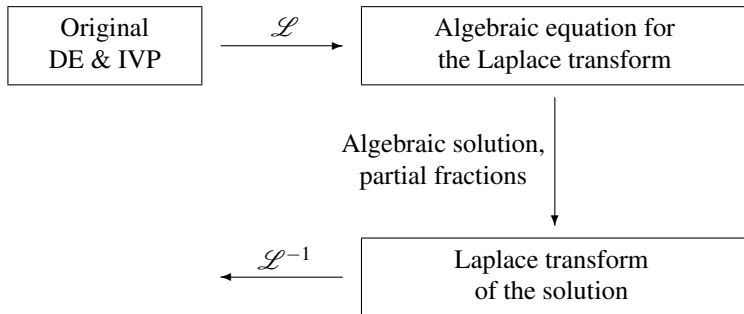 Original
DE & IVP
ℒ
Algebraic equation for
the Laplace transform
Algebraic solution,
partial fractions
ℒ⁻¹
Laplace transform
of the solution